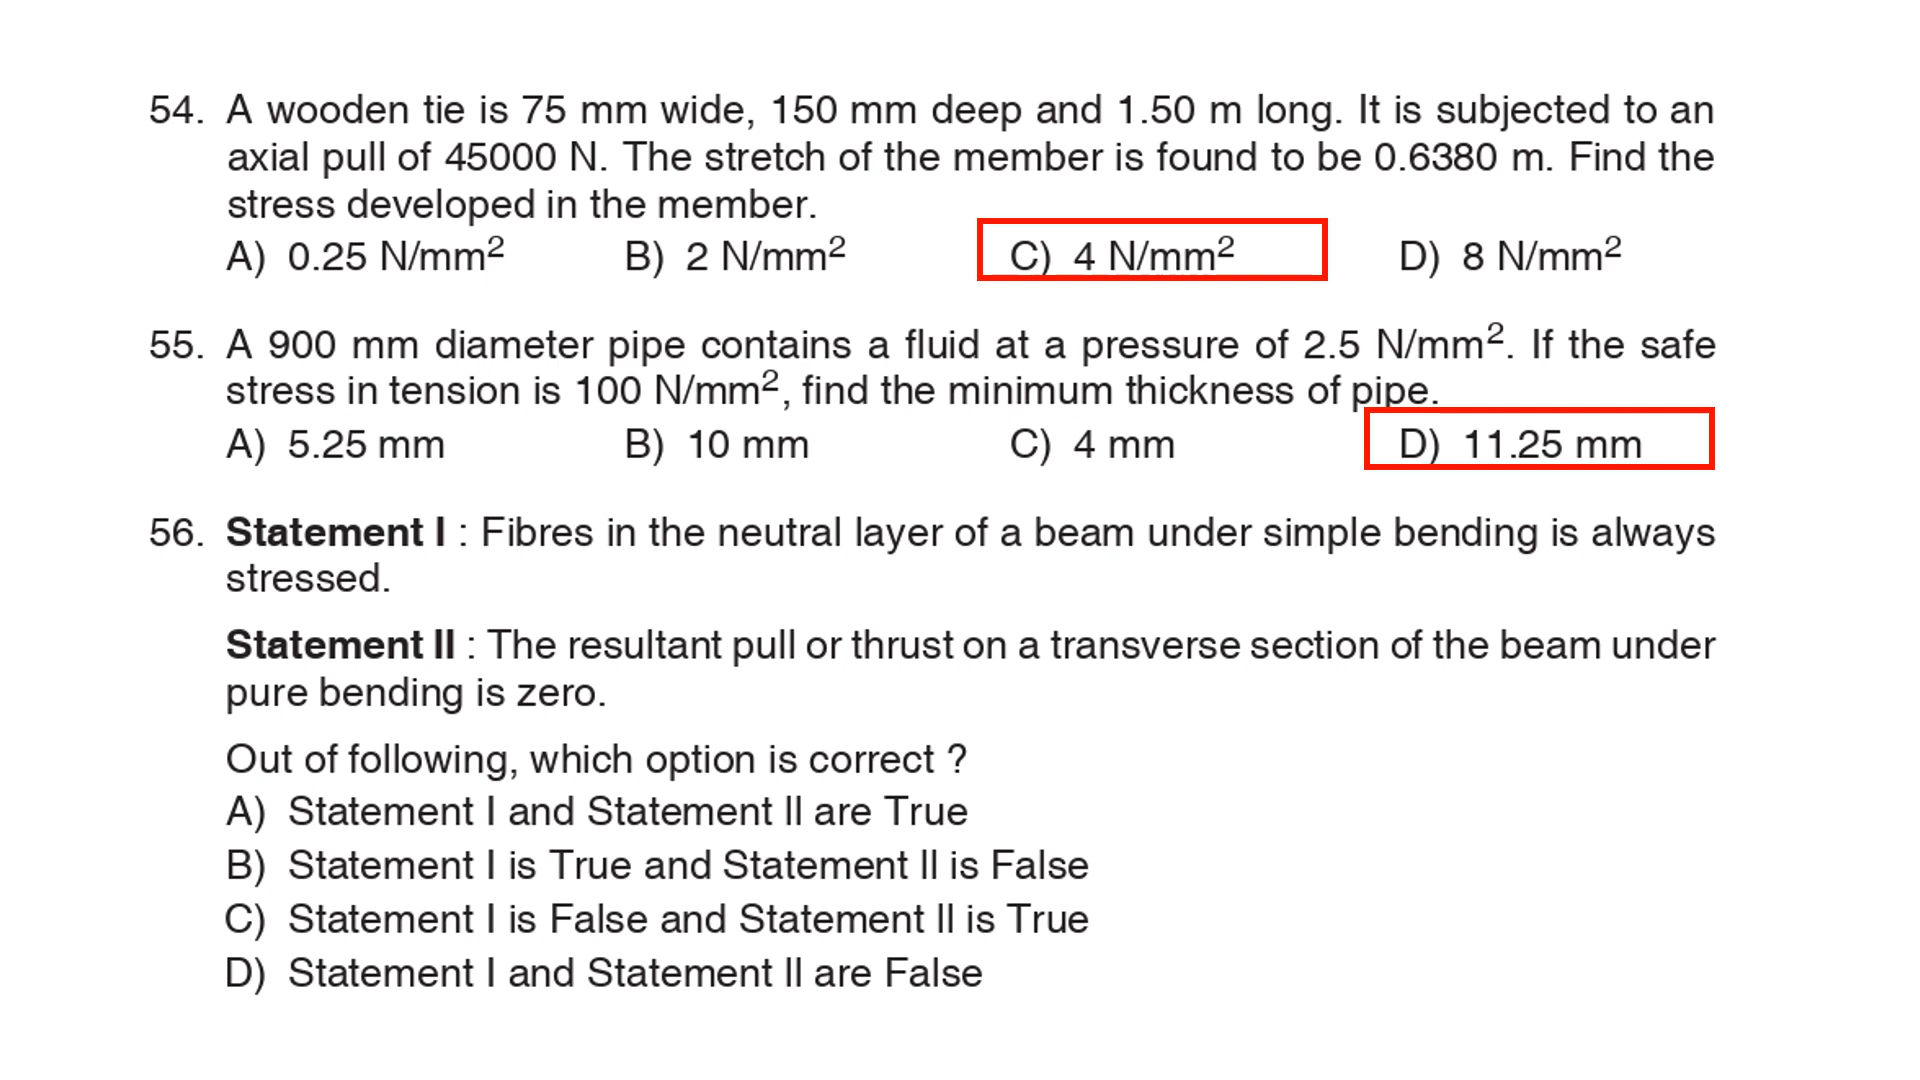 54. A wooden tie is 75 mm wide, 150 mm deep and 1.50 m long. It is subjected to an
axial pull of 45000 N. The stretch of the member is found to be 0.6380 m. Find the
stress developed in the member.
A) 0.25 N/mm² B) 2 N/mm² C) 4 N/mm² D) 8 N/mm²
55. A 900 mm diameter pipe contains a fluid at a pressure of 2.5 N/mm². If the safe
stress in tension is 100 N/mm², find the minimum thickness of pipe.
A) 5.25 mm B) 10 mm C) 4 mm D) 11.25 mm
56. Statement I : Fibres in the neutral layer of a beam under simple bending is always
stressed.
Statement II : The resultant pull or thrust on a transverse section of the beam under
pure bending is zero.
Out of following, which option is correct ?
A) Statement I and Statement II are True
B) Statement I is True and Statement II is False
C) Statement I is False and Statement II is True
D) Statement I and Statement II are False